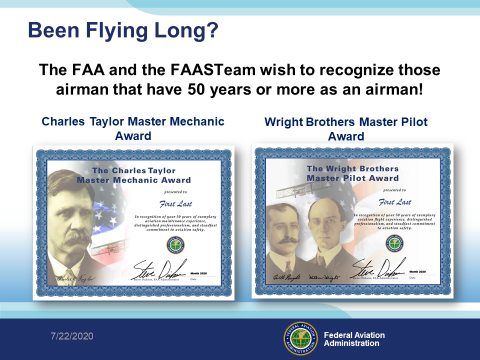 Been Flying Long?
The FAA and the FAASTeam wish to recognize those
airman that have 50 years or more as an airman!
Charles Taylor Master Mechanic
Award
Wright Brothers Master Pilot
Award
The Charles Taylor
Master Mechanic Award
presented to
First Last
In recognition of your 50 years of exemplary
aviation maintenance experience,
distinguished professionalism, and steadfast
commitment to aviation safety.
March 2020
The Wright Brothers
Master Pilot Award
presented to
First Last
In recognition of your 50 years of exemplary
aviation flight experience, distinguished
professionalism, and steadfast
commitment to aviation safety.
March 2020
7/22/2020
Federal Aviation
Administration